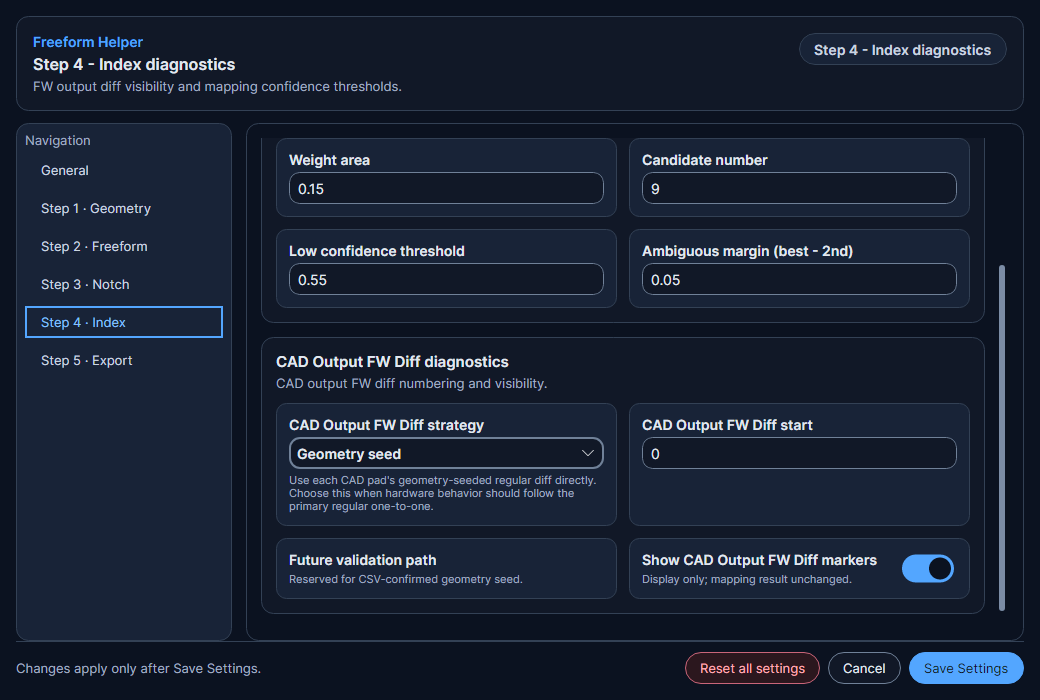 Freeform Helper
Step 4 - Index diagnostics
FW output diff visibility and mapping confidence thresholds.
Step 4 - Index diagnostics
Navigation
General
Step 1 · Geometry
Step 2 · Freeform
Step 3 · Notch
Step 4 · Index
Step 5 · Export
Weight area
0.15
Candidate number
9
Low confidence threshold
0.55
Ambiguous margin (best - 2nd)
0.05
CAD Output FW Diff diagnostics
CAD output FW diff numbering and visibility.
CAD Output FW Diff strategy
Geometry seed
Use each CAD pad's geometry-seeded regular diff directly.
Choose this when hardware behavior should follow the
primary regular one-to-one.
CAD Output FW Diff start
0
Future validation path
Reserved for CSV-confirmed geometry seed.
Show CAD Output FW Diff markers
Display only; mapping result unchanged.
Changes apply only after Save Settings.
Reset all settings
Cancel
Save Settings